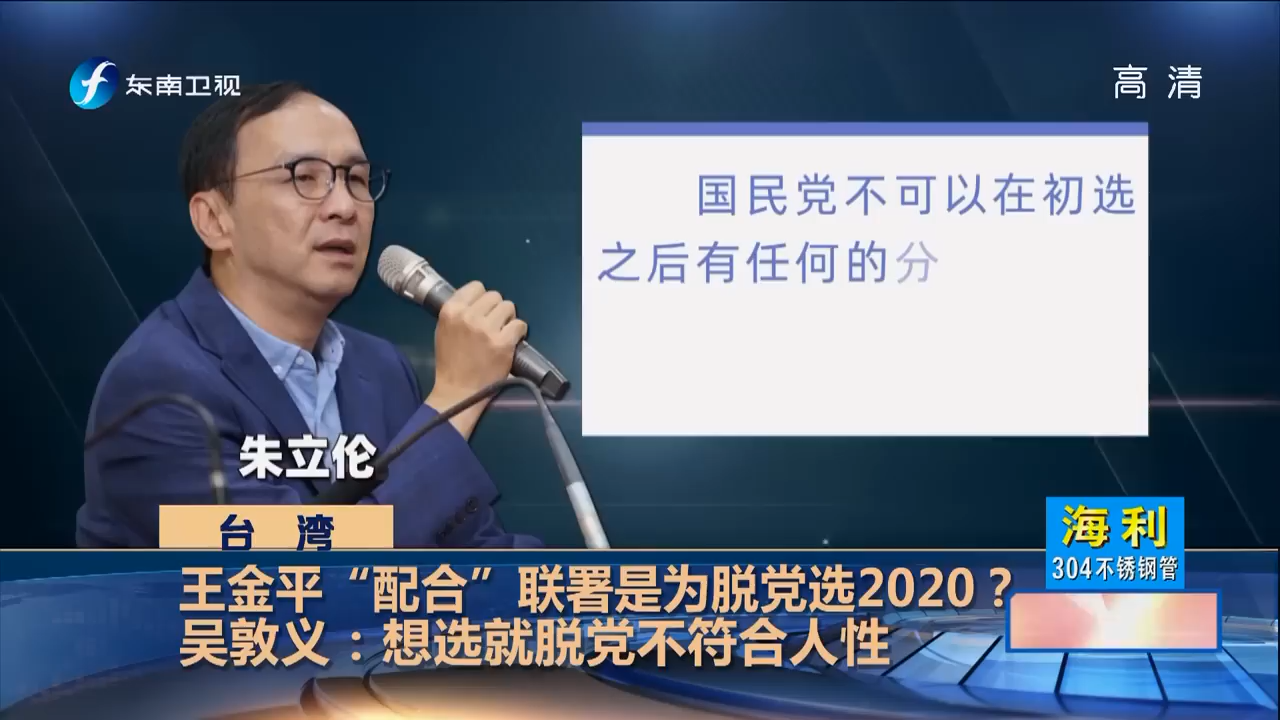 东南卫视
高清
国民党不可以在初选
之后有任何的分
朱立伦
台湾
海利
304不锈钢管
王金平“配合”联署是为脱党选2020？
吴敦义：想选就脱党不符合人性